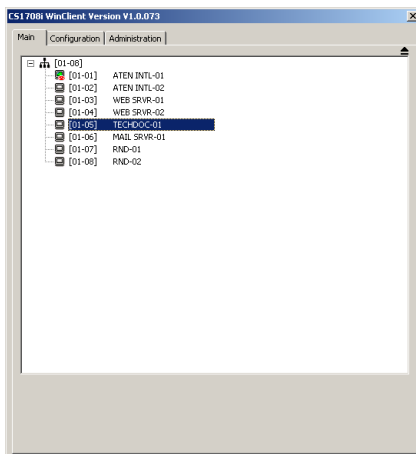 CS1708i WinClient Version V1.0.073
Main Configuration Administration
[01-08]
[01-01] ATEN INTL-01
[01-02] ATEN INTL-02
[01-03] WEB SRVR-01
[01-04] WEB SRVR-02
[01-05] TECHDOC-01
[01-06] MAIL SRVR-01
[01-07] RND-01
[01-08] RND-02